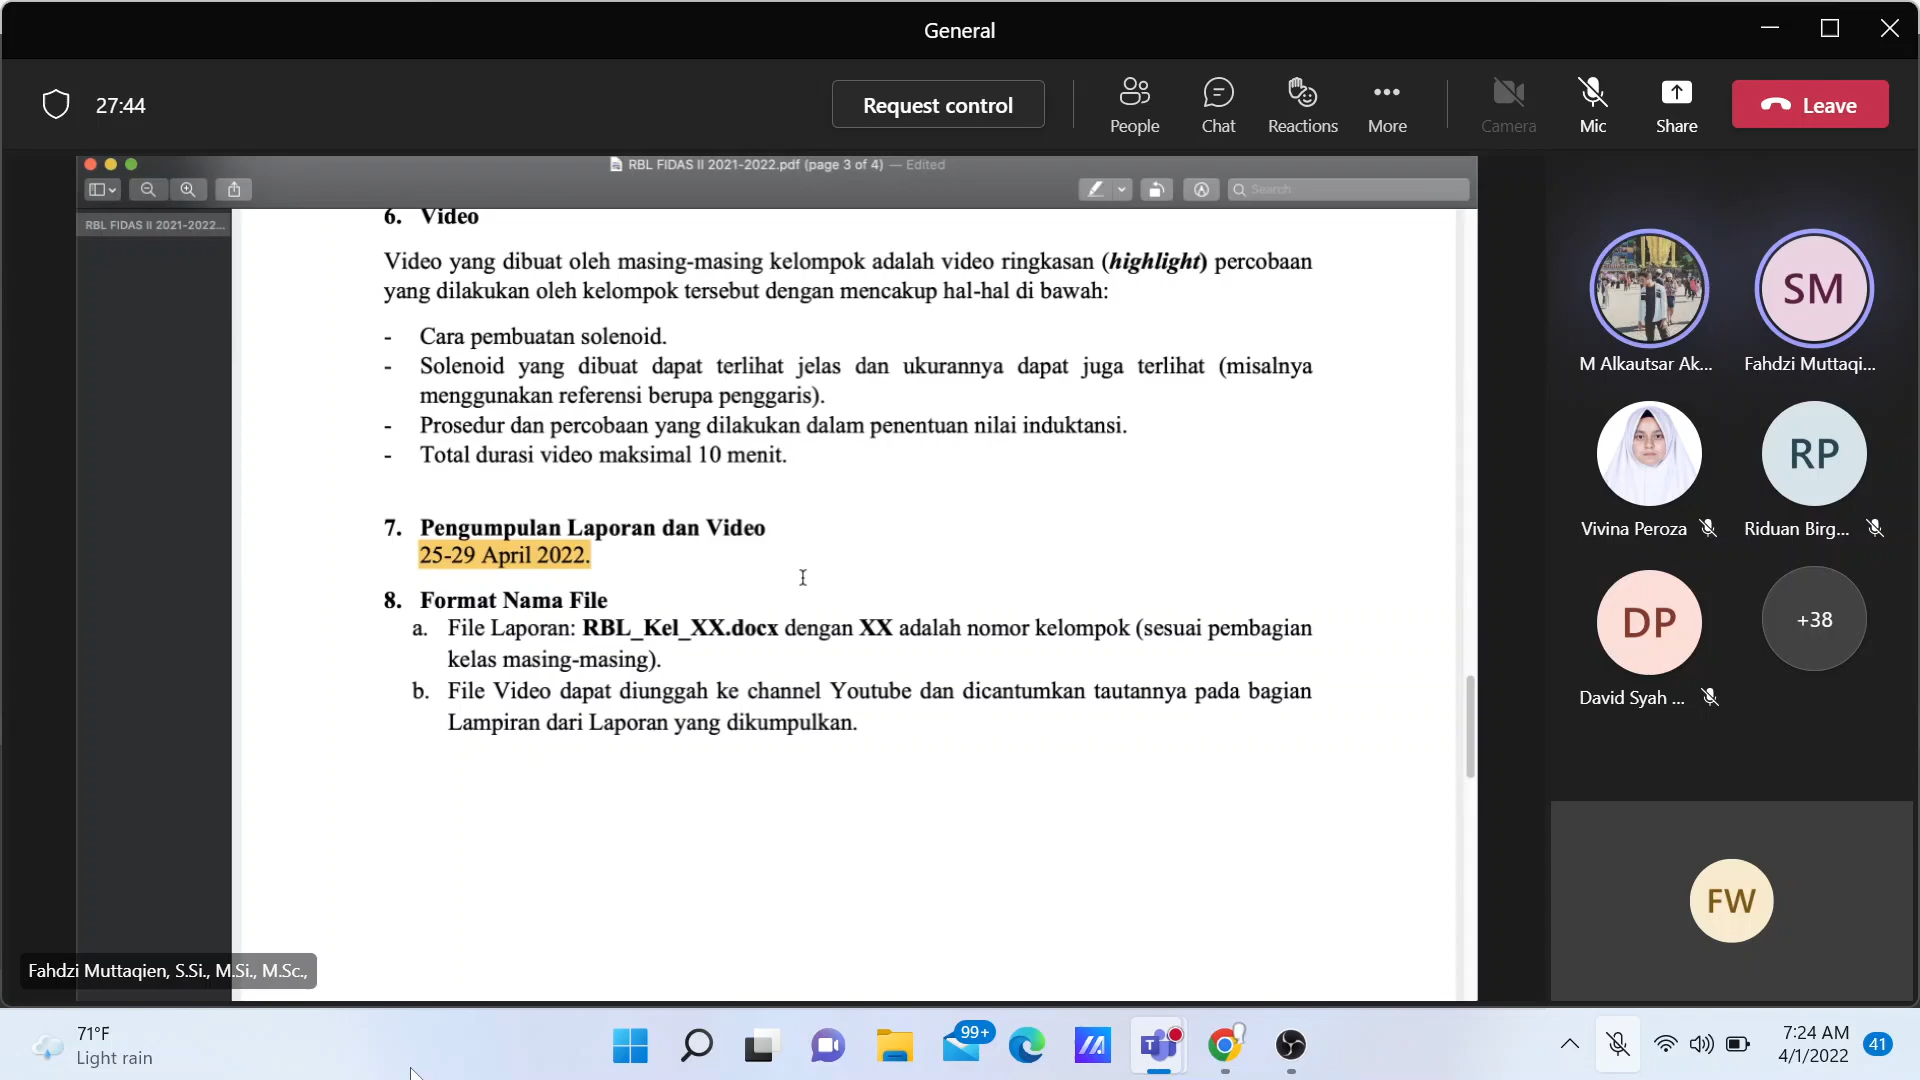 General
27:44
Request control
People
Chat
Reactions
More
Camera
Mic
Share
Leave
RBL FIDAS II 2021-2022.pdf (page 3 of 4) — Edited
Search
RBL FIDAS II 2021-2022...
6. Video
Video yang dibuat oleh masing-masing kelompok adalah video ringkasan (highlight) percobaan
yang dilakukan oleh kelompok tersebut dengan mencakup hal-hal di bawah:
- Cara pembuatan solenoid.
- Solenoid yang dibuat dapat terlihat jelas dan ukurannya dapat juga terlihat (misalnya
menggunakan referensi berupa penggaris).
- Prosedur dan percobaan yang dilakukan dalam penentuan nilai induktansi.
- Total durasi video maksimal 10 menit.
7. Pengumpulan Laporan dan Video
25-29 April 2022.
8. Format Nama File
a. File Laporan: RBL_Kel_XX.docx dengan XX adalah nomor kelompok (sesuai pembagian
kelas masing-masing).
b. File Video dapat diunggah ke channel Youtube dan dicantumkan tautannya pada bagian
Lampiran dari Laporan yang dikumpulkan.
SM
M Alkautsar Ak...
Fahdzi Muttaqi...
RP
Vivina Peroza
Riduan Birg...
DP
+38
David Syah ...
FW
Fahdzi Muttaqien, S.Si., M.Si., M.Sc.,
71°F
Light rain
99+
T
7:24 AM
4/1/2022
41